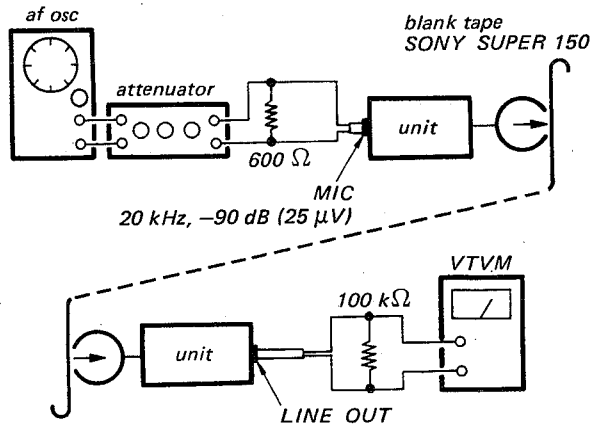 af osc
blank tape
SONY SUPER 150
attenuator
unit
600 Ω
MIC
20 kHz, −90 dB (25 μV)
VTVM
100 kΩ
unit
LINE OUT